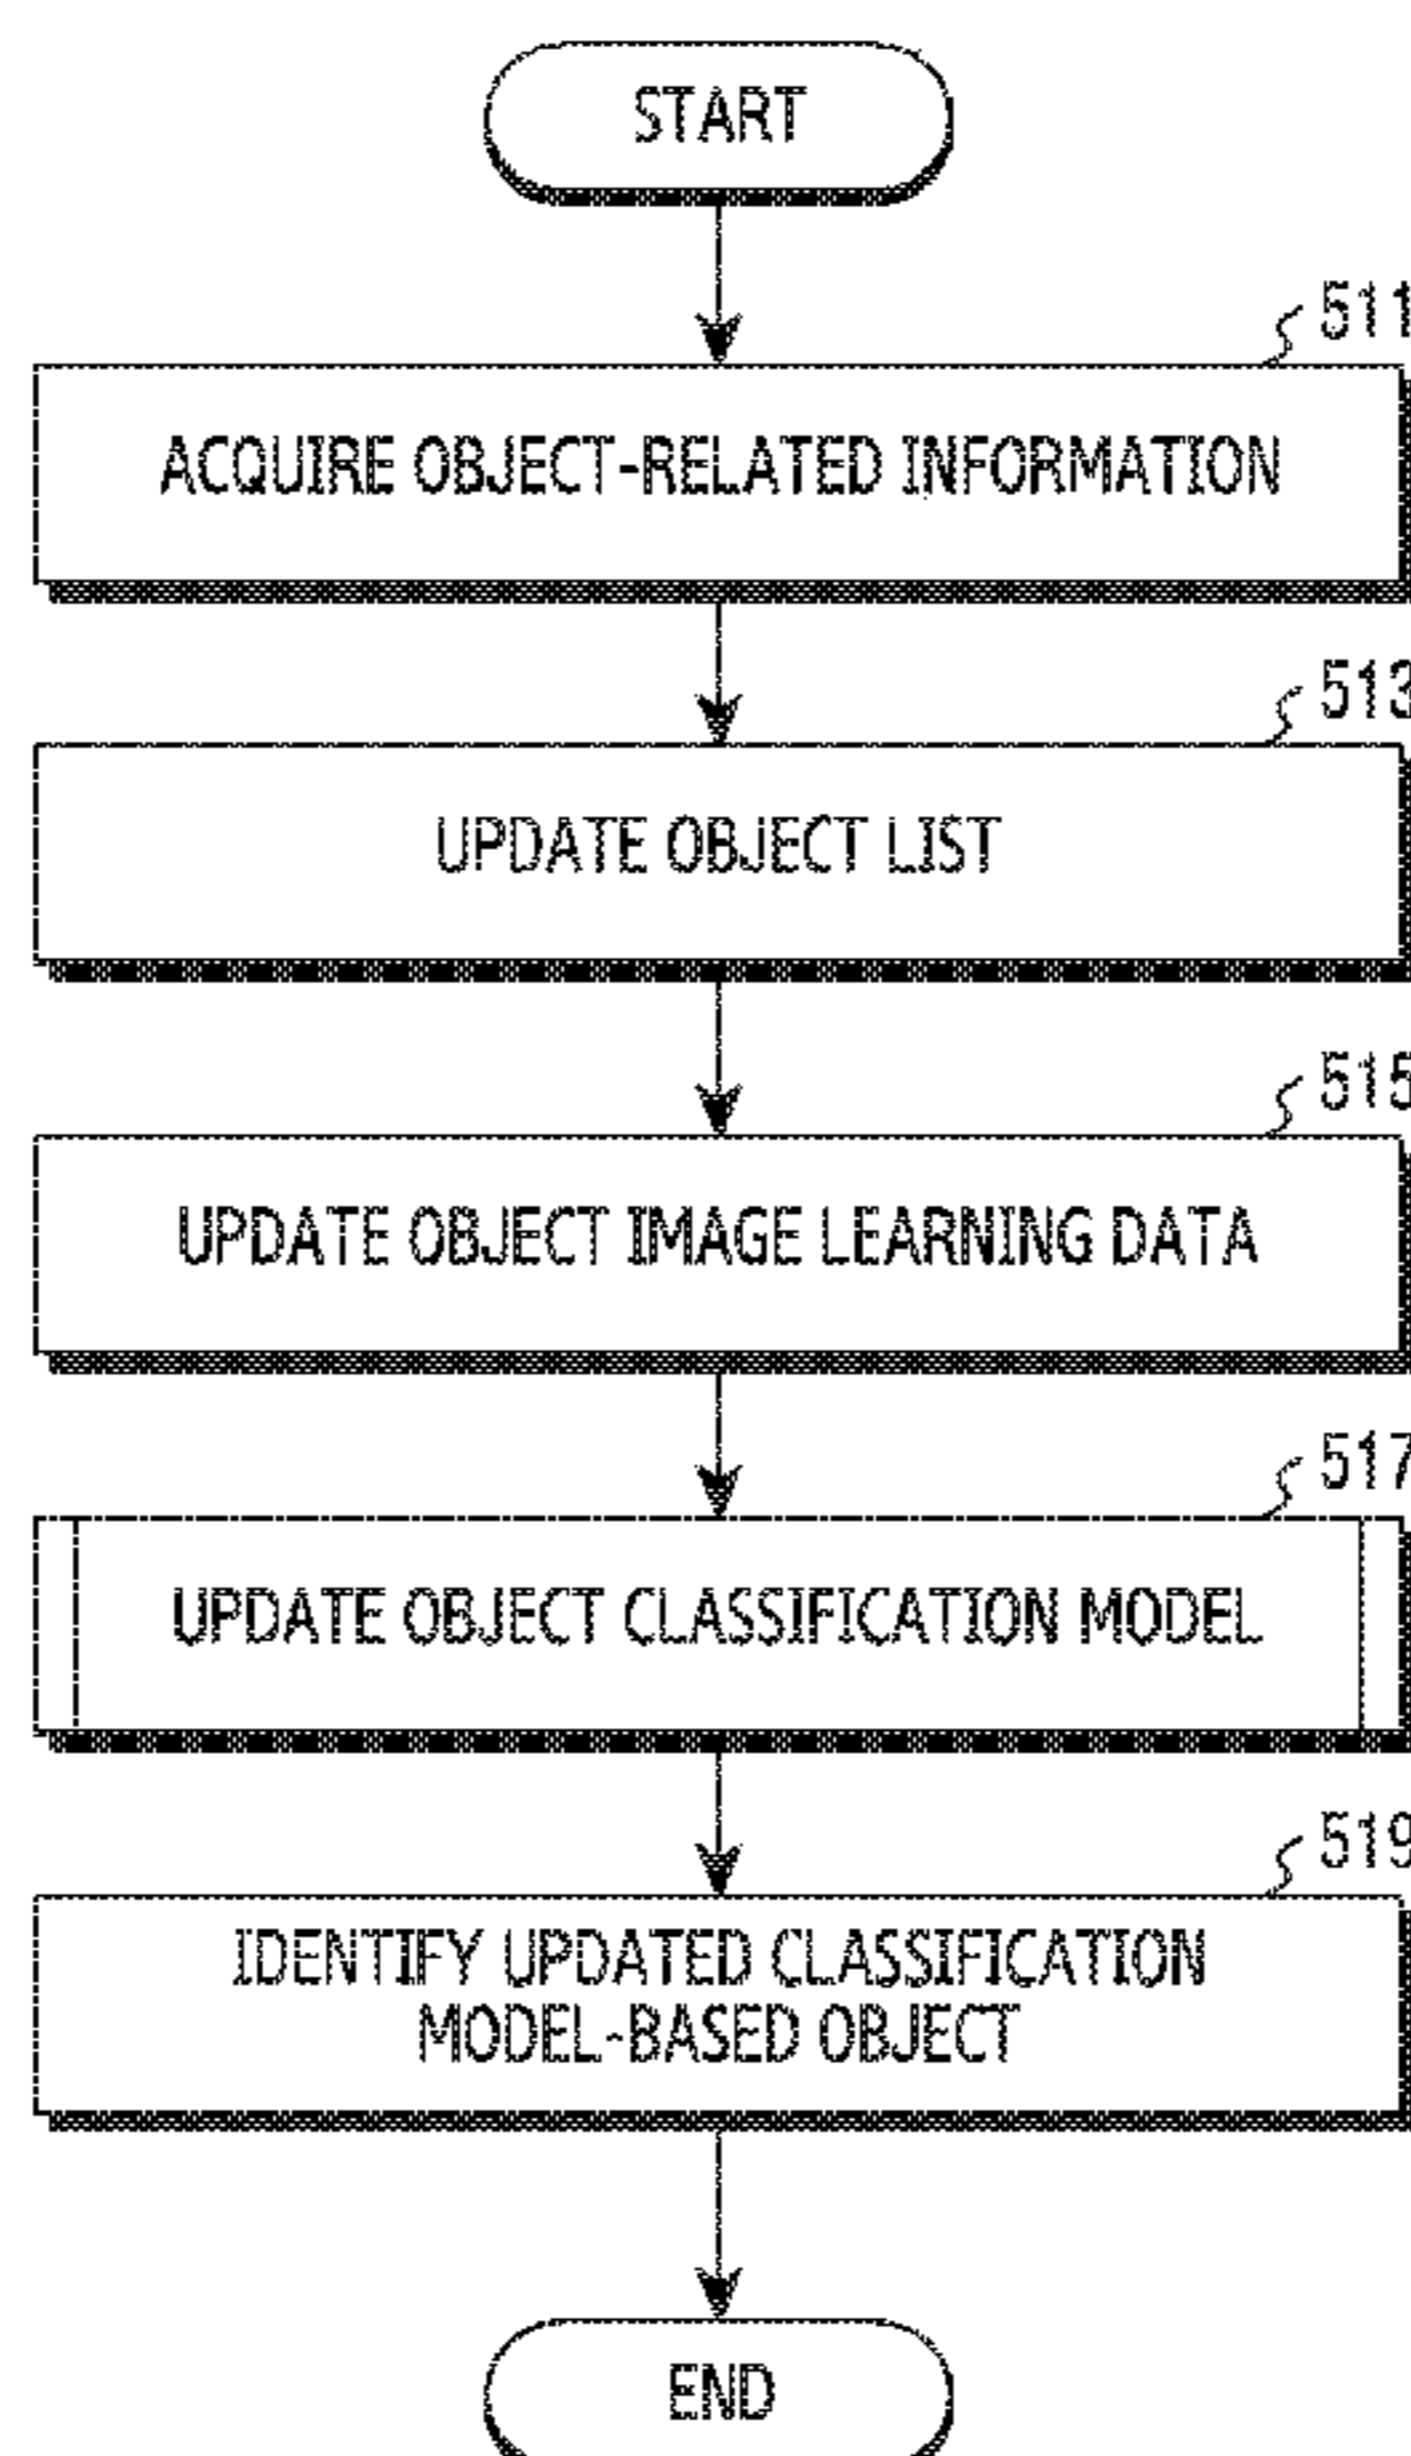 START
511
ACQUIRE OBJECT-RELATED INFORMATION
513
UPDATE OBJECT LIST
515
UPDATE OBJECT IMAGE LEARNING DATA
517
UPDATE OBJECT CLASSIFICATION MODEL
519
IDENTIFY UPDATED CLASSIFICATION
MODEL-BASED OBJECT
END